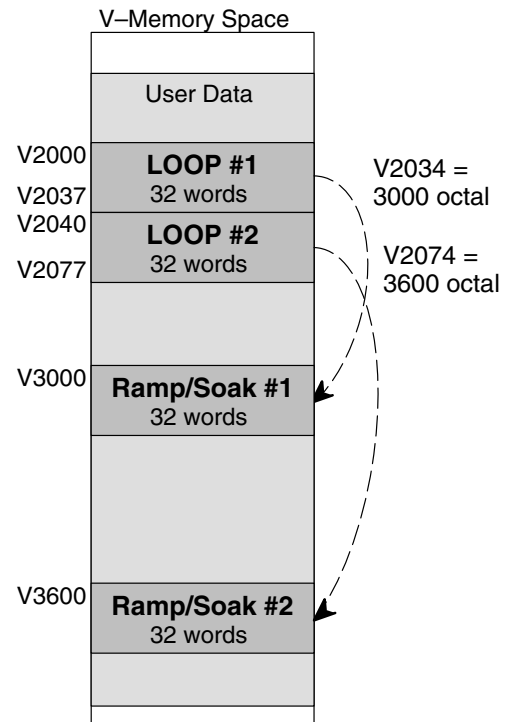 V–Memory Space
User Data
V2000
LOOP #1
32 words
V2037
V2034 =
3000 octal
V2040
LOOP #2
32 words
V2077
V2074 =
3600 octal
V3000
Ramp/Soak #1
32 words
V3600
Ramp/Soak #2
32 words